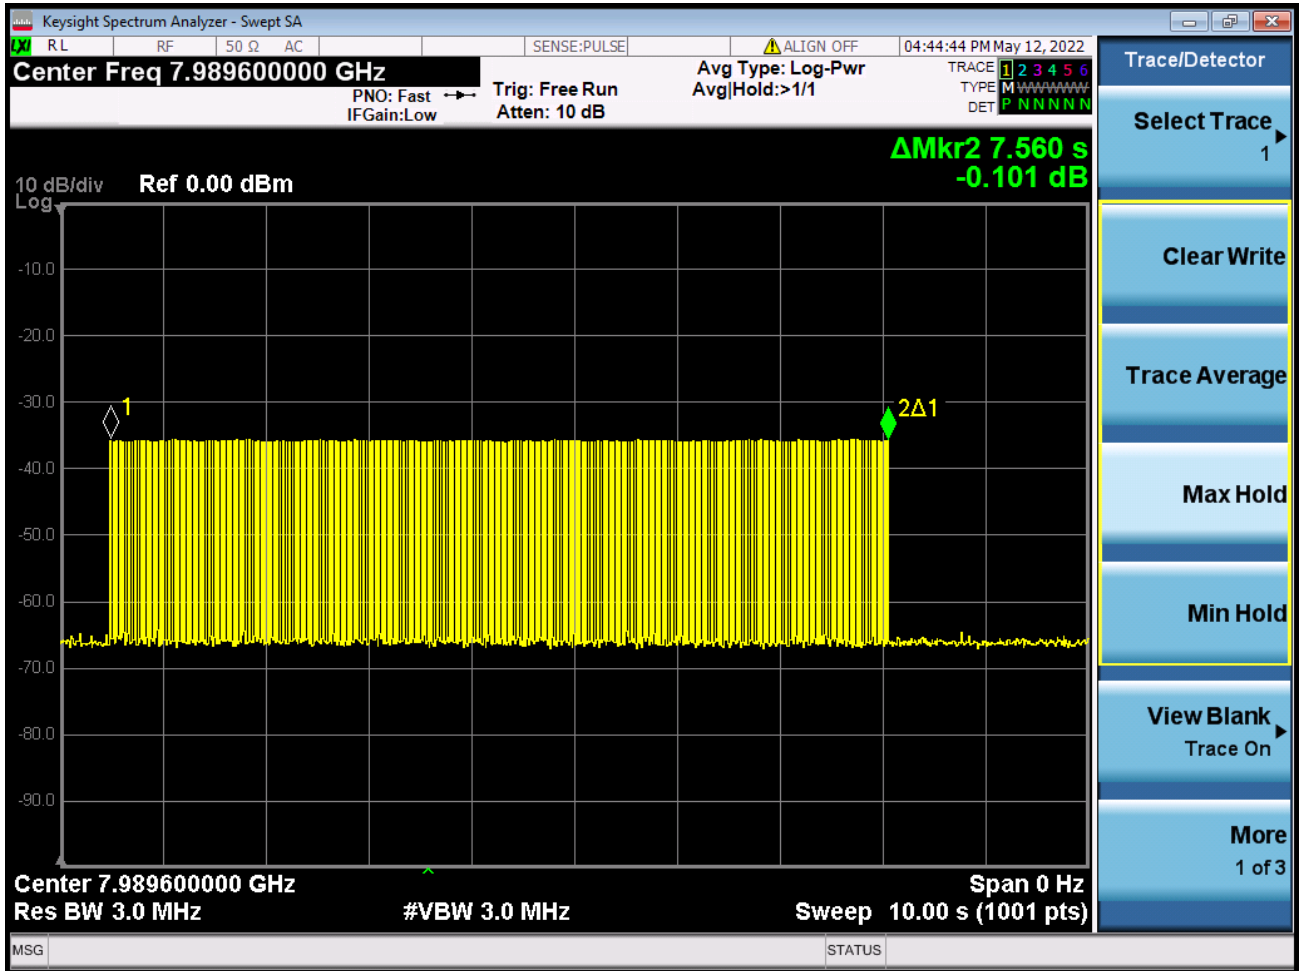 Keysight Spectrum Analyzer - Swept SA
LXI RL RF 50 Ω AC SENSE:PULSE ALIGN OFF 04:44:44 PM May 12, 2022
Center Freq 7.989600000 GHz
PNO: Fast
IFGain:Low
Trig: Free Run
Atten: 10 dB
Avg Type: Log-Pwr
Avg|Hold:>1/1
TRACE 1 2 3 4 5 6
TYPE M W W W W W
DET P N N N N N
ΔMkr2 7.560 s
-0.101 dB
10 dB/div Ref 0.00 dBm
Log
-10.0
-20.0
-30.0
-40.0
-50.0
-60.0
-70.0
-80.0
-90.0
1
2Δ1
Center 7.989600000 GHz Span 0 Hz
Res BW 3.0 MHz #VBW 3.0 MHz Sweep 10.00 s (1001 pts)
MSG STATUS
Trace/Detector
Select Trace
1
Clear Write
Trace Average
Max Hold
Min Hold
View Blank
Trace On
More
1 of 3